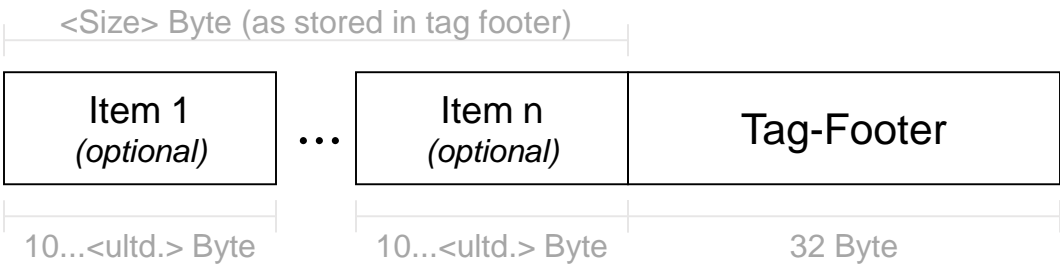 <Size> Byte (as stored in tag footer)
Item 1
(optional)
...
Item n
(optional)
Tag-Footer
10...<ultd.> Byte
10...<ultd.> Byte
32 Byte